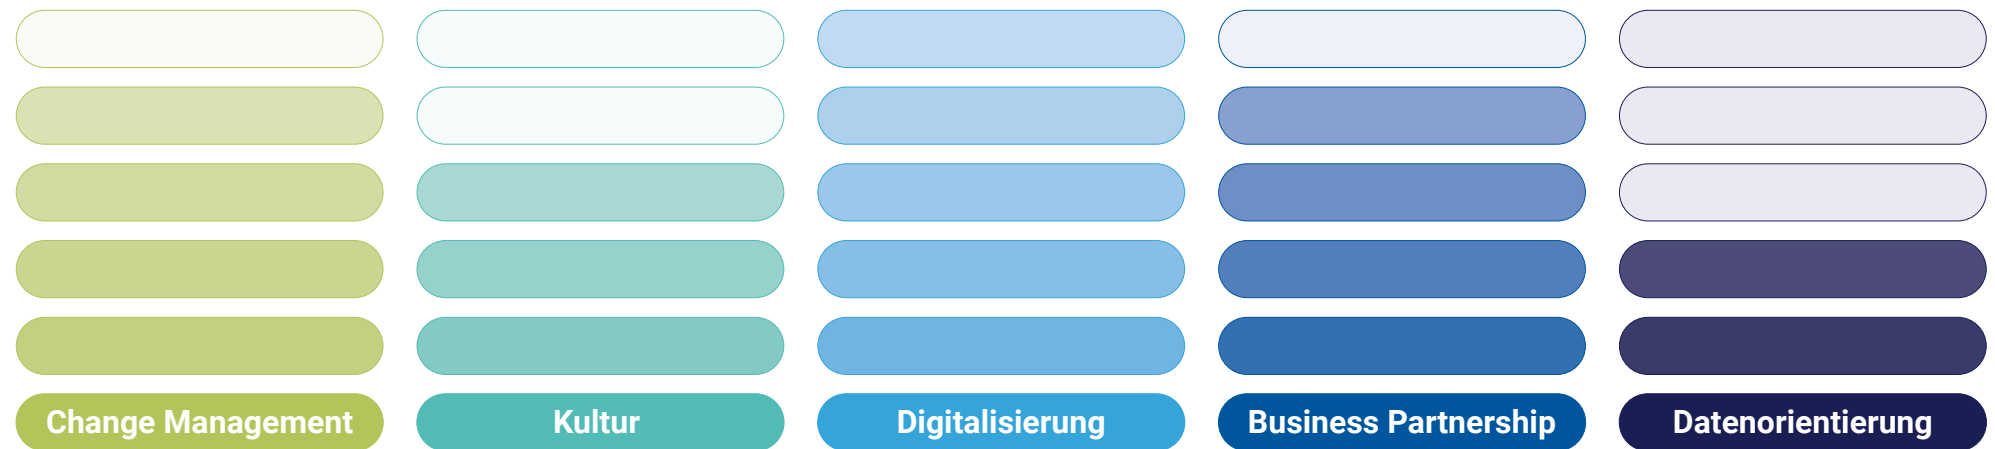 Change Management
Kultur
Digitalisierung
Business Partnership
Datenorientierung